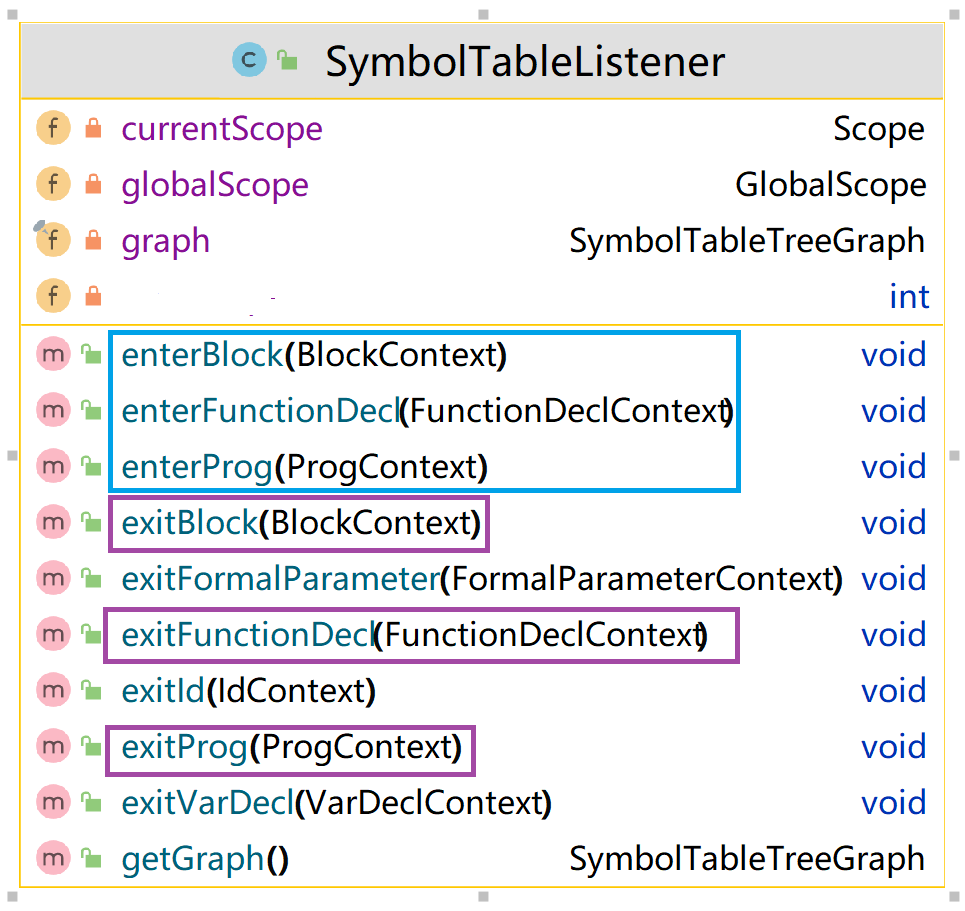 C SymbolTableListener
f currentScope Scope
f globalScope GlobalScope
f graph SymbolTableTreeGraph
f int
m enterBlock(BlockContext) void
m enterFunctionDecl(FunctionDeclContext) void
m enterProg(ProgContext) void
m exitBlock(BlockContext) void
m exitFormalParameter(FormalParameterContext) void
m exitFunctionDecl(FunctionDeclContext) void
m exitId(IdContext) void
m exitProg(ProgContext) void
m exitVarDecl(VarDeclContext) void
m getGraph() SymbolTableTreeGraph